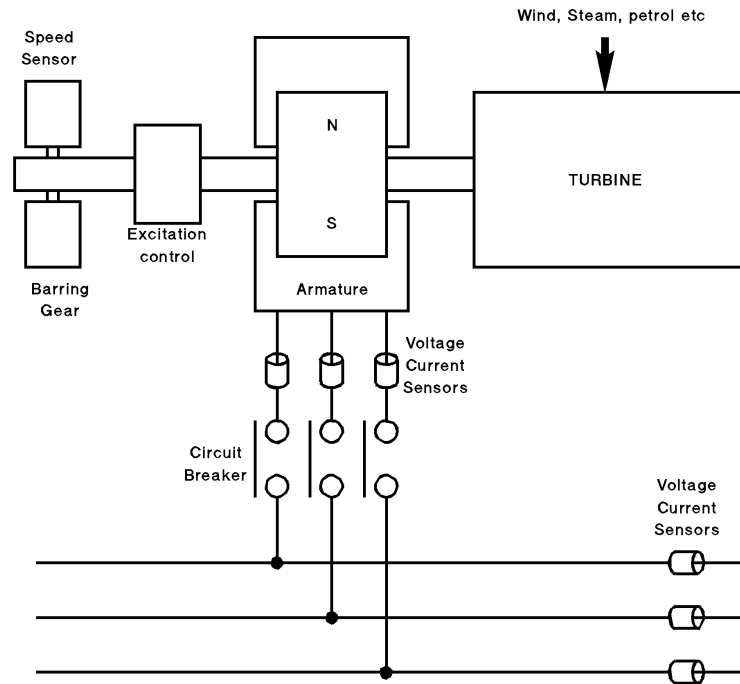 Wind, Steam, petrol etc
Speed
Sensor
N
TURBINE
S
Excitation
control
Barring
Gear
Armature
Voltage
Current
Sensors
Circuit
Breaker
Voltage
Current
Sensors